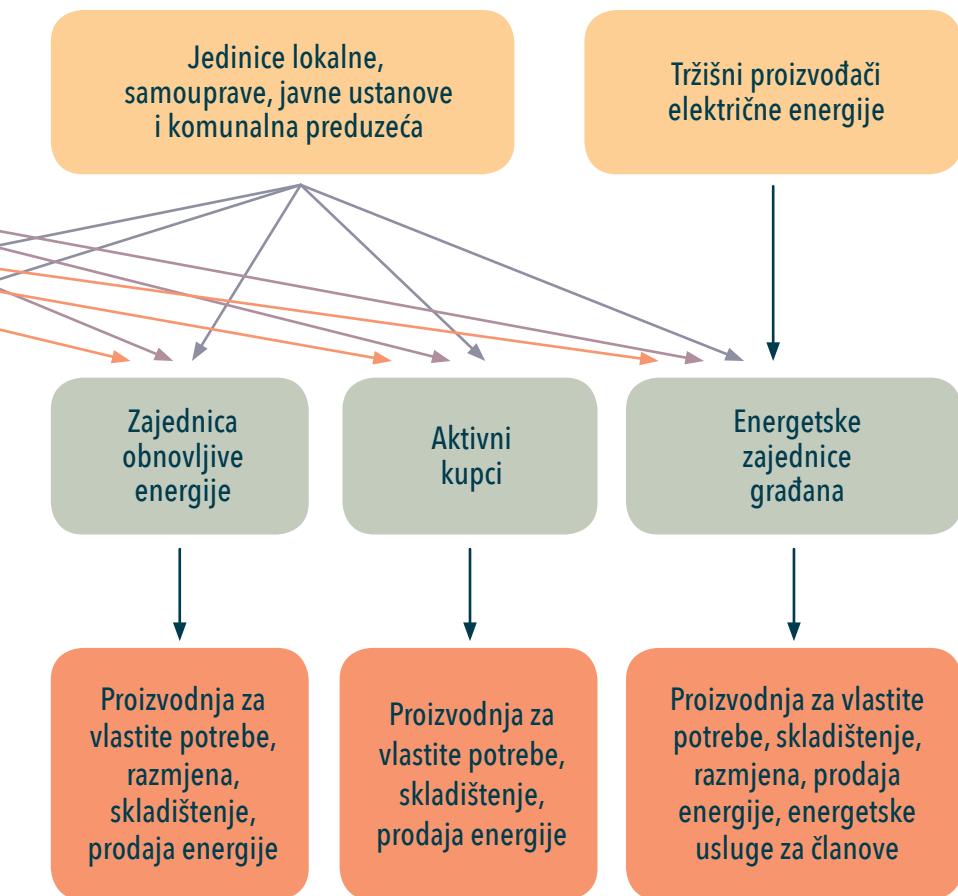 Jedinice lokalne,
samouprave, javne ustanove
i komunalna preduzeća
Tržišni proizvođači
električne energije
Zajednica
obnovljive
energije
Aktivni
kupci
Energetske
zajednice
građana
Proizvodnja za
vlastite potrebe,
razmjena,
skladištenje,
prodaja energije
Proizvodnja za
vlastite potrebe,
skladištenje,
prodaja energije
Proizvodnja za vlastite
potrebe, skladištenje,
razmjena, prodaja
energije, energetske
usluge za članove